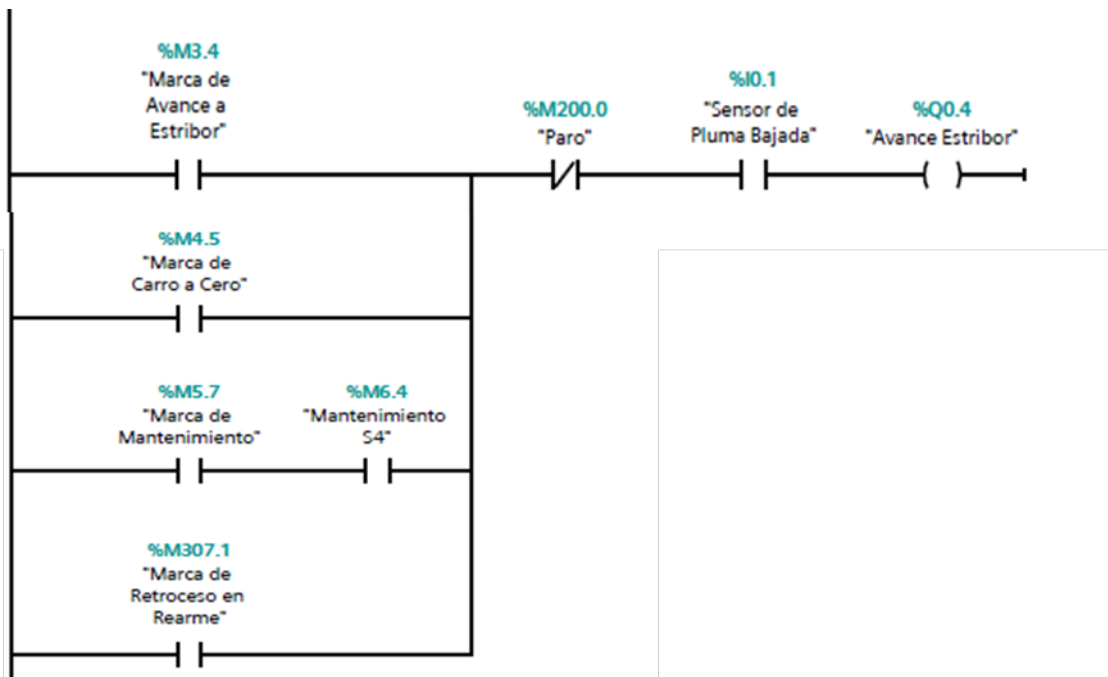 %M3.4
"Marca de
Avance a
Estribor"
%M200.0
"Paro"
%I0.1
"Sensor de
Pluma Bajada"
%Q0.4
"Avance Estribor"
%M4.5
"Marca de
Carro a Cero"
%M5.7
"Marca de
Mantenimiento"
%M6.4
"Mantenimiento
S4"
%M307.1
"Marca de
Retroceso en
Rearme"